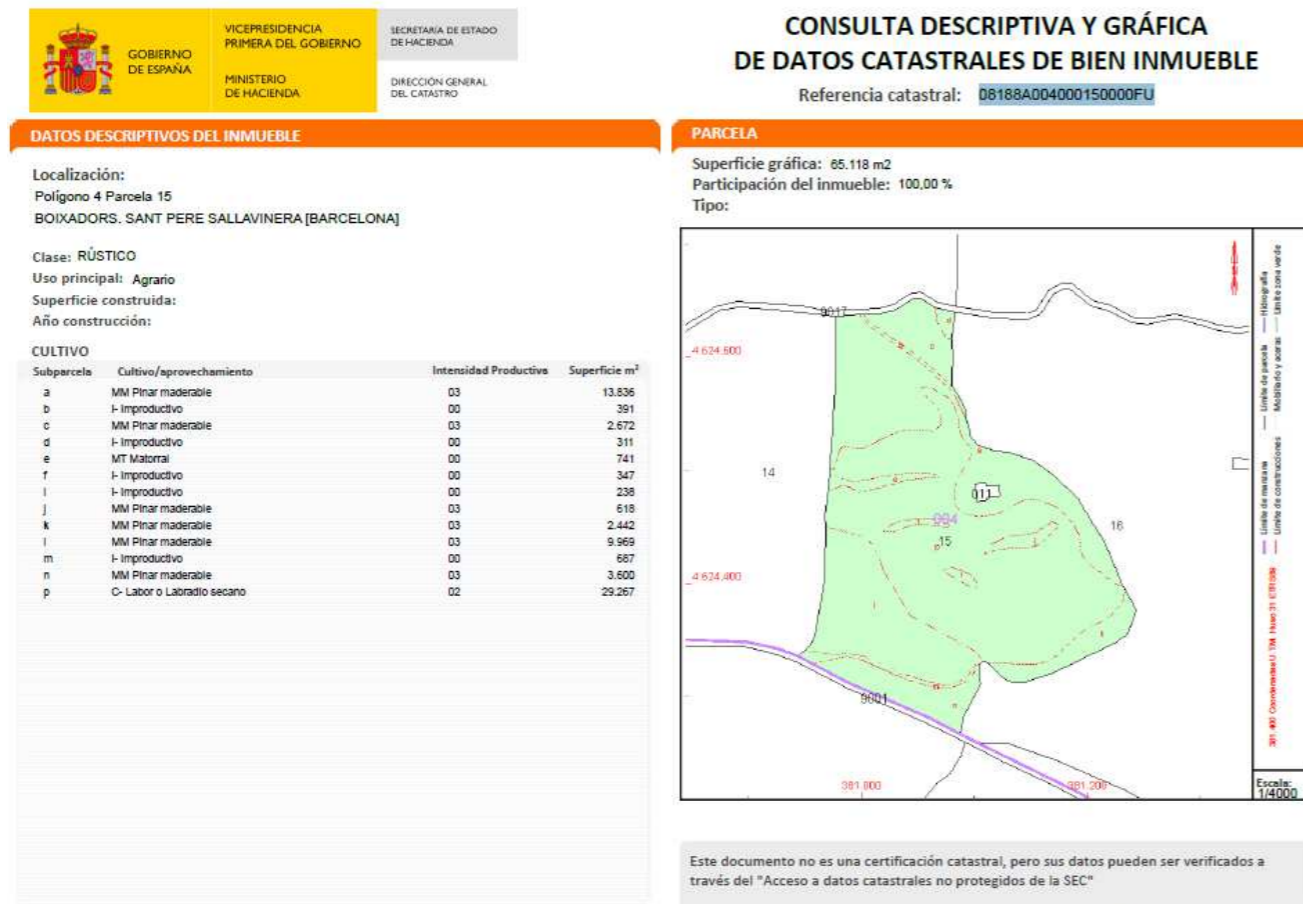 GOBIERNO
DE ESPAÑA
VICEPRESIDENCIA
PRIMERA DEL GOBIERNO
MINISTERIO
DE HACIENDA
SECRETARÍA DE ESTADO
DE HACIENDA
DIRECCIÓN GENERAL
DEL CATASTRO
CONSULTA DESCRIPTIVA Y GRÁFICA
DE DATOS CATASTRALES DE BIEN INMUEBLE
Referencia catastral: 08188A004000150000FU
DATOS DESCRIPTIVOS DEL INMUEBLE
Localización:
Polígono 4 Parcela 15
BOIXADORS. SANT PERE SALLAVINERA [BARCELONA]
Clase: RÚSTICO
Uso principal: Agrario
Superficie construida:
Año construcción:
CULTIVO
Subparcela Cultivo/aprovechamiento Intensidad Productiva Superficie m²
a MM Pinar maderable 03 13.836
b I- Improductivo 00 391
c MM Pinar maderable 03 2.672
d I- Improductivo 00 311
e MT Matorral 00 741
f I- Improductivo 00 347
i I- Improductivo 00 238
j MM Pinar maderable 03 618
k MM Pinar maderable 03 2.442
l MM Pinar maderable 03 9.969
m I- Improductivo 00 687
n MM Pinar maderable 03 3.600
p C- Labor o Labradío secano 02 29.267
PARCELA
Superficie gráfica: 65.118 m2
Participación del inmueble: 100,00 %
Tipo:
9017
4 624,600
14
011
004
15
16
4 624,400
9001
381,000
381,200
Límite de manzana
Límite de parcela
Hidrografía
Límite de construcciones
Mobiliario y aceras
Límite zona verde
381.400 Coordenadas U.T.M. Huso 31 ETRS89
Escala:
1/4000
Este documento no es una certificación catastral, pero sus datos pueden ser verificados a
través del "Acceso a datos catastrales no protegidos de la SEC"